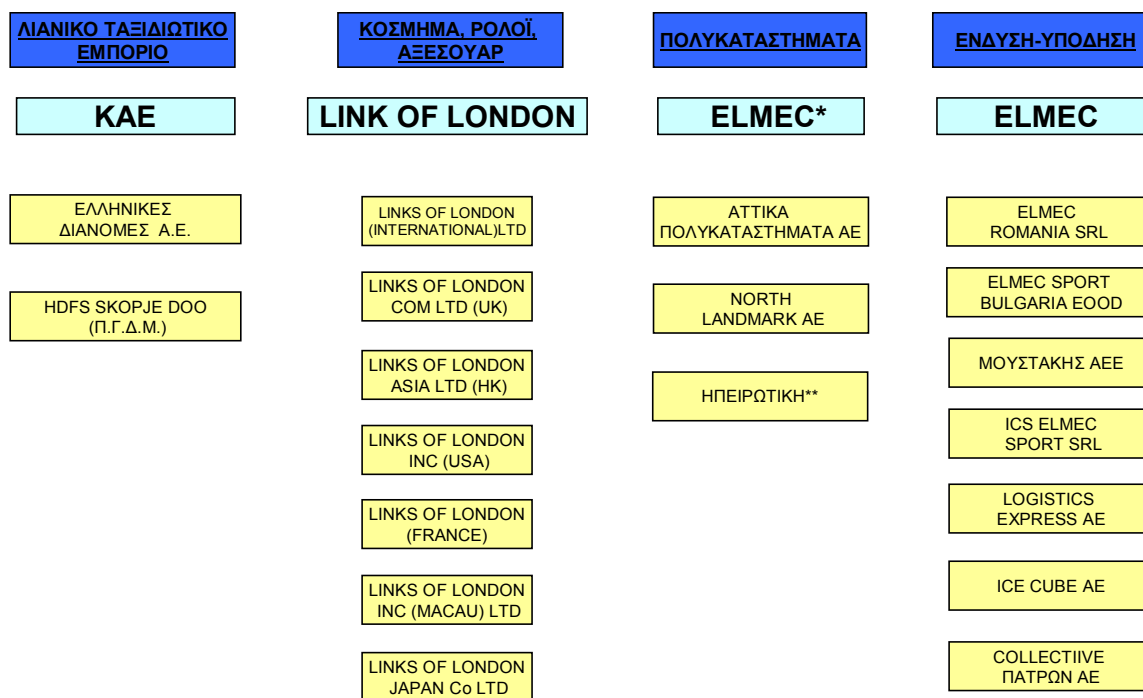 ΛΙΑΝΙΚΟ ΤΑΞΙΔΙΩΤΙΚΟ
ΕΜΠΟΡΙΟ
ΚΑΕ
ΕΛΛΗΝΙΚΕΣ
ΔΙΑΝΟΜΕΣ Α.Ε.
HDFS SKOPJE DOO
(Π.Γ.Δ.Μ.)
ΚΟΣΜΗΜΑ, ΡΟΛΟΪ,
ΑΞΕΣΟΥΑΡ
LINK OF LONDON
LINKS OF LONDON
(INTERNATIONAL)LTD
LINKS OF LONDON
COM LTD (UK)
LINKS OF LONDON
ASIA LTD (HK)
LINKS OF LONDON
INC (USA)
LINKS OF LONDON
(FRANCE)
LINKS OF LONDON
INC (MACAU) LTD
LINKS OF LONDON
JAPAN Co LTD
ΠΟΛΥΚΑΤΑΣΤΗΜΑΤΑ
ELMEC*
ΑΤΤΙΚΑ
ΠΟΛΥΚΑΤΑΣΤΗΜΑΤΑ ΑΕ
NORTH
LANDMARK AE
ΗΠΕΙΡΩΤΙΚΗ**
ΕΝΔΥΣΗ-ΥΠΟΔΗΣΗ
ELMEC
ELMEC
ROMANIA SRL
ELMEC SPORT
BULGARIA EOOD
ΜΟΥΣΤΑΚΗΣ ΑΕΕ
ICS ELMEC
SPORT SRL
LOGISTICS
EXPRESS AE
ICE CUBE AE
COLLECTIIVE
ΠΑΤΡΩΝ ΑΕ